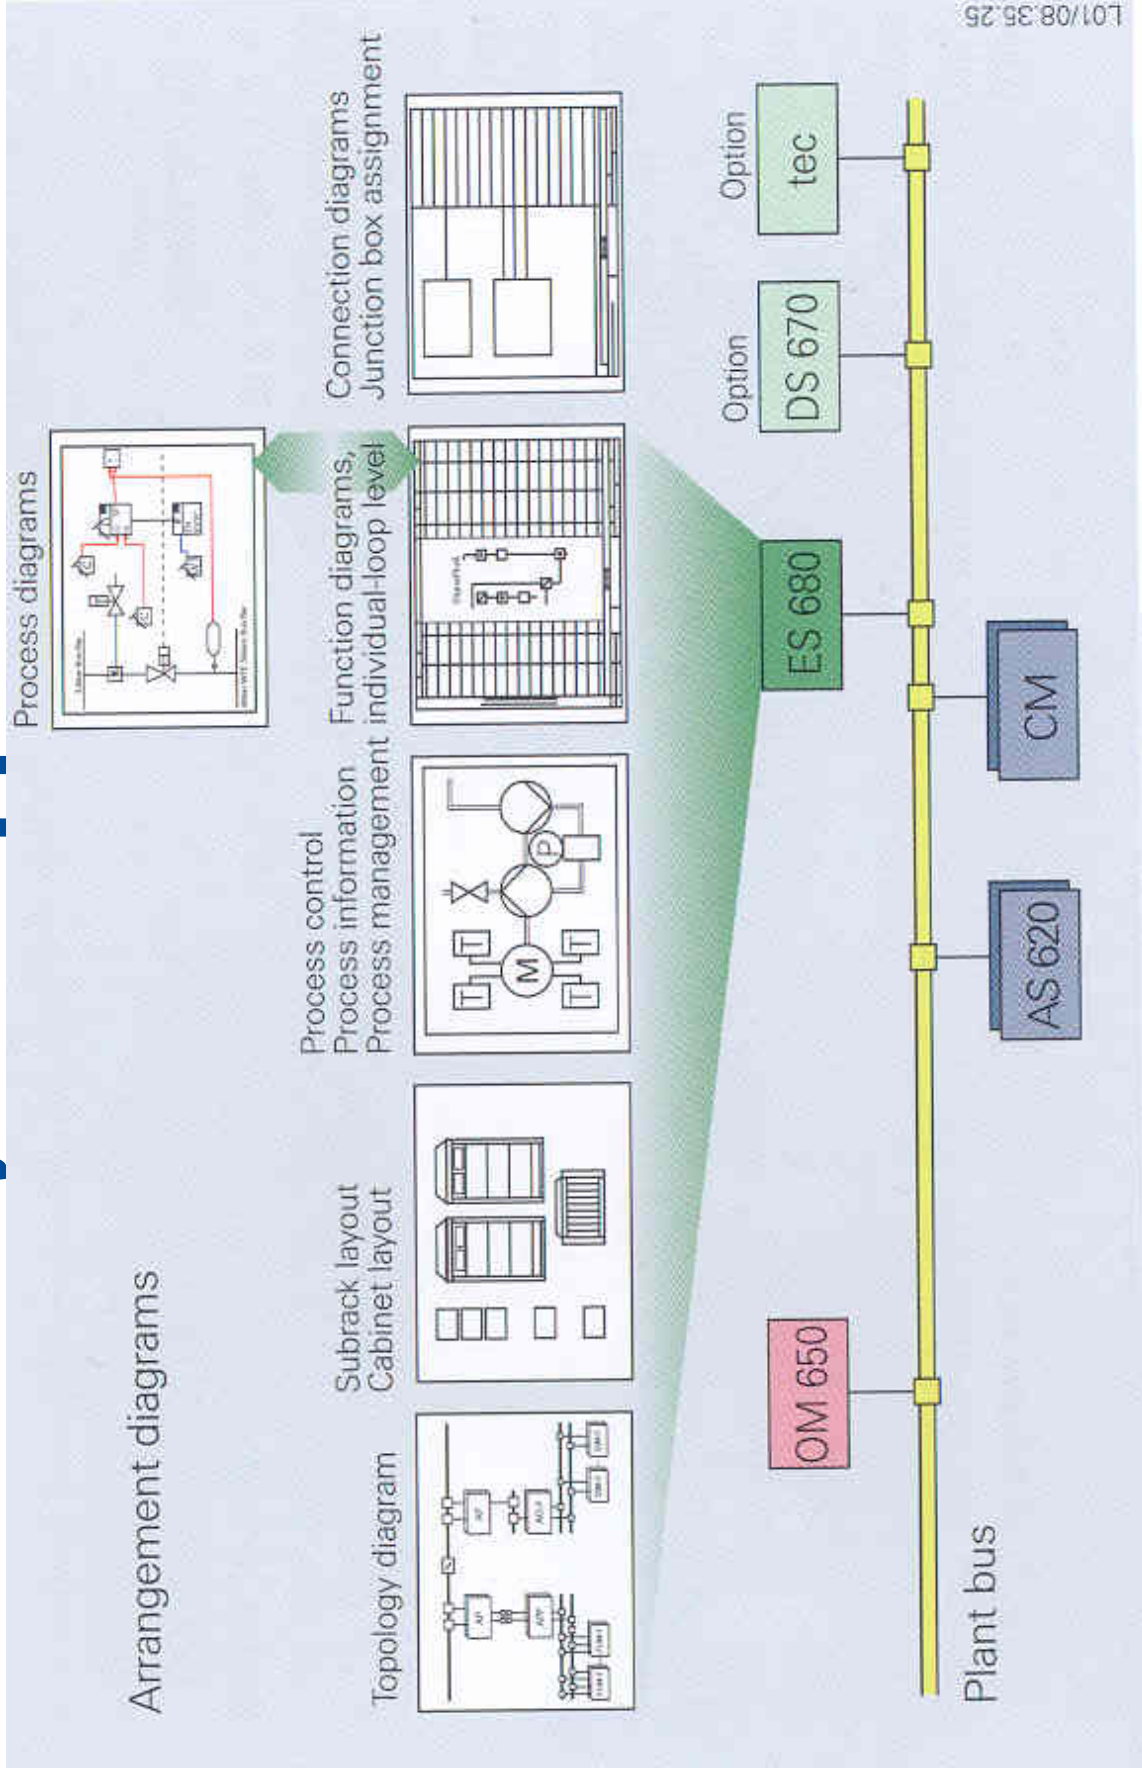 Arrangement diagrams
Process diagrams
Topology diagram
Subrack layout
Cabinet layout
Process control
Process information
Process management
Function diagrams,
individual-loop level
Connection diagrams
Junction box assignment
T
T
M
T
T
P
AP
OM 650
ES 680
Option
DS 670
Option
tec
AS 620
CM
Plant bus
L01/08.35.25